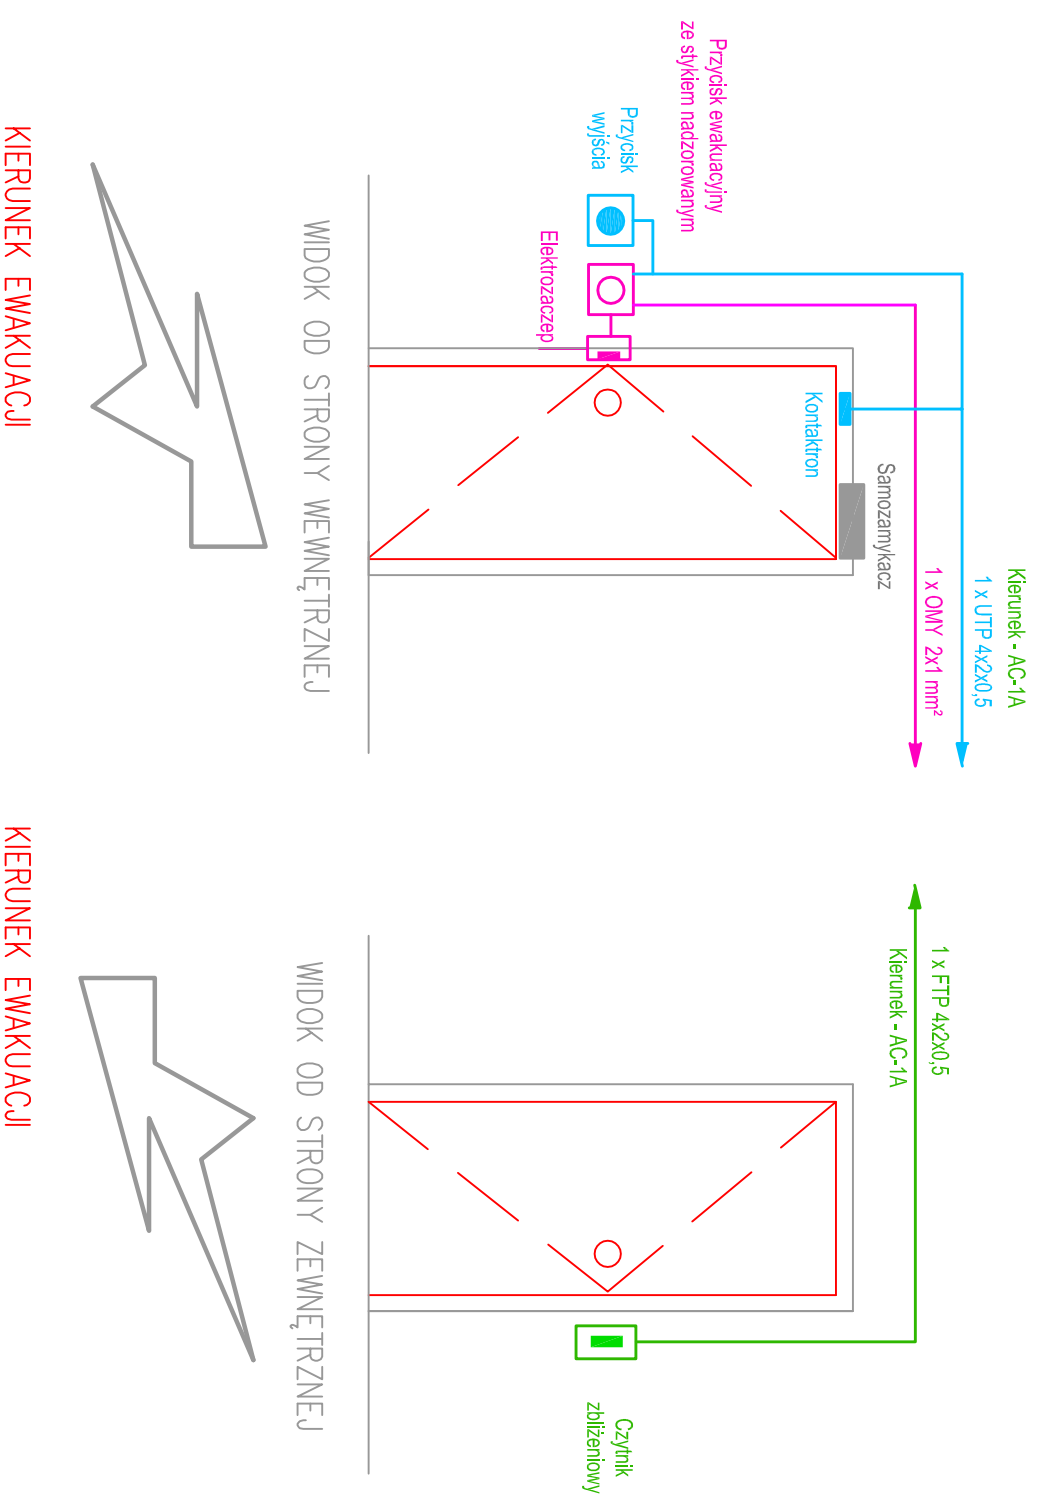 Kierunek - AC-1A
1 x UTP 4x2x0,5
1 x OMY 2x1 mm²
Samozamykacz
Kontaktron
Przycisk ewakuacyjny
ze stykiem nadzorowanym
Przycisk
wyjścia
Elektrozaczep
WIDOK OD STRONY WEWNĘTRZNEJ
KIERUNEK EWAKUACJI
1 x FTP 4x2x0,5
Kierunek - AC-1A
Czytnik
zbliżeniowy
WIDOK OD STRONY ZEWNĘTRZNEJ
KIERUNEK EWAKUACJI